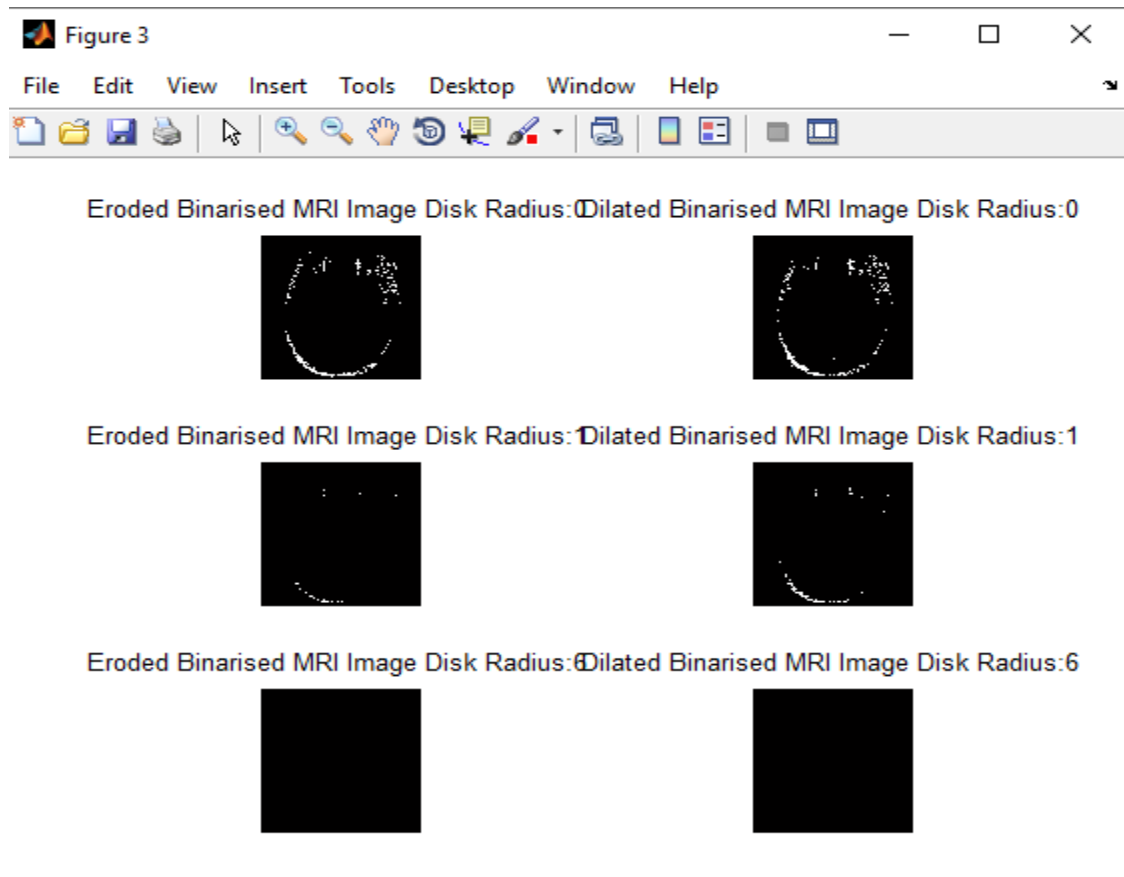 Figure 3
File Edit View Insert Tools Desktop Window Help
Eroded Binarised MRI Image Disk Radius:0 Dilated Binarised MRI Image Disk Radius:0
Eroded Binarised MRI Image Disk Radius:1 Dilated Binarised MRI Image Disk Radius:1
Eroded Binarised MRI Image Disk Radius:6 Dilated Binarised MRI Image Disk Radius:6